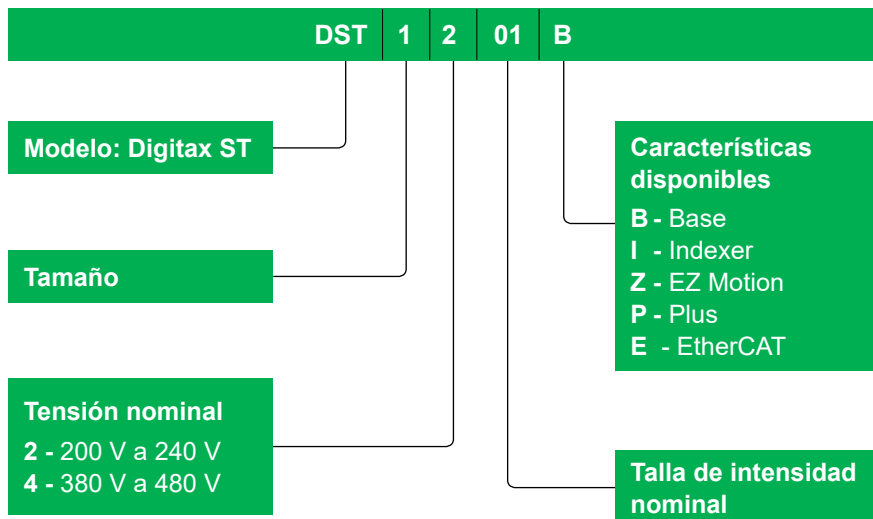 DST 1 2 01 B
Modelo: Digitax ST
Tamaño
Tensión nominal
2 - 200 V a 240 V
4 - 380 V a 480 V
Características
disponibles
B - Base
I - Indexer
Z - EZ Motion
P - Plus
E - EtherCAT
Talla de intensidad
nominal